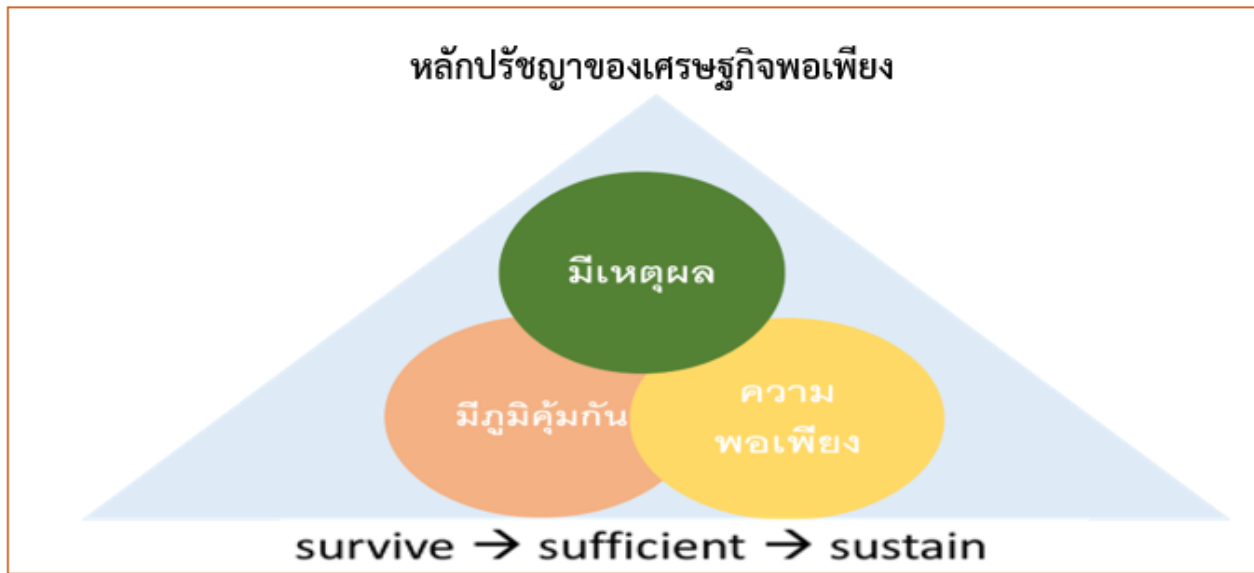 หลักปรัชญาของเศรษฐกิจพอเพียง
มีเหตุผล
มีภูมิคุ้มกัน
ความ
พอเพียง
survive → sufficient → sustain